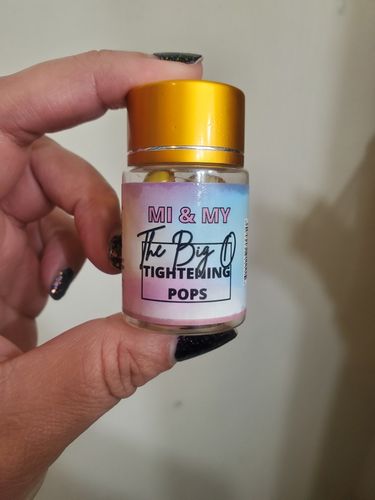 MI & MY
The Big O
TIGHTENING
POPS